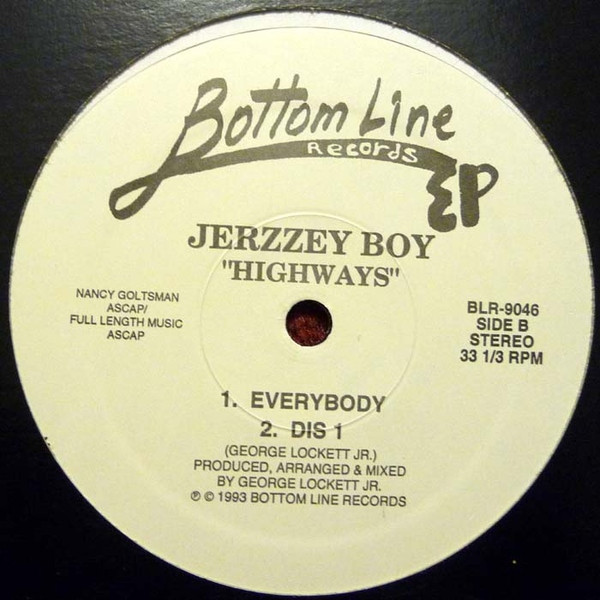 Bottom Line
Records
EP
JERZZEY BOY
"HIGHWAYS"
NANCY GOLTSMAN
ASCAP/
FULL LENGTH MUSIC
ASCAP
BLR-9046
SIDE B
STEREO
33 1/3 RPM
1. EVERYBODY
2. DIS 1
(GEORGE LOCKETT JR.)
PRODUCED, ARRANGED & MIXED
BY GEORGE LOCKETT JR.
℗ © 1993 BOTTOM LINE RECORDS